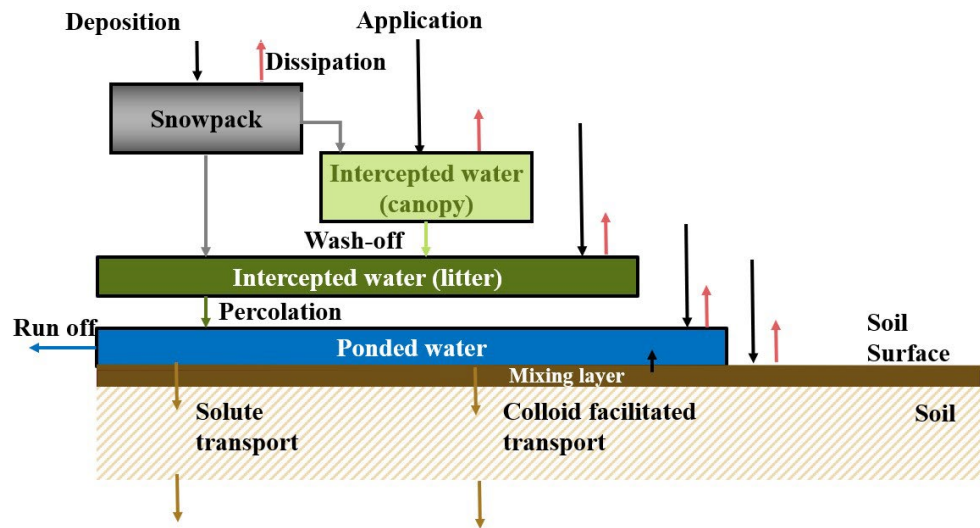 Deposition
Application
Dissipation
Snowpack
Intercepted water
(canopy)
Wash-off
Intercepted water (litter)
Percolation
Run off
Ponded water
Soil
Surface
Mixing layer
Solute
transport
Colloid facilitated
transport
Soil